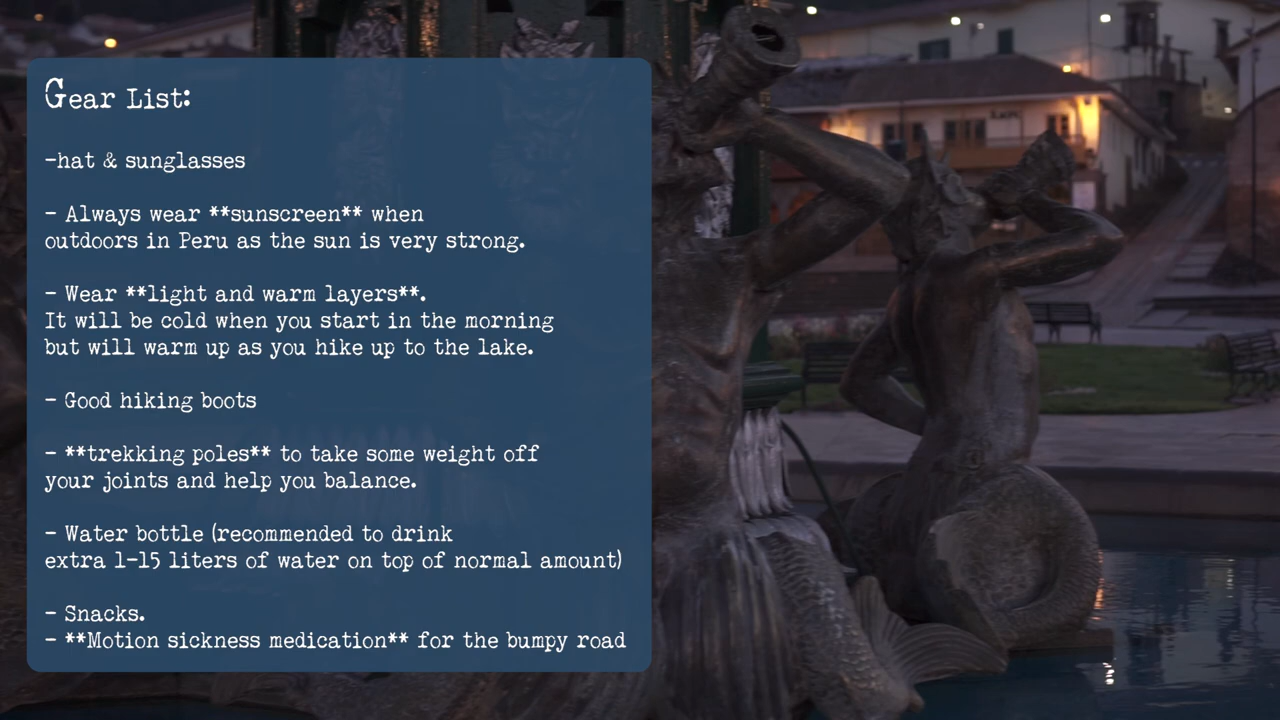 Gear List:
-hat & sunglasses
- Always wear **sunscreen** when
outdoors in Peru as the sun is very strong.
- Wear **light and warm layers**.
It will be cold when you start in the morning
but will warm up as you hike up to the lake.
- Good hiking boots
- **trekking poles** to take some weight off
your joints and help you balance.
- Water bottle (recommended to drink
extra 1-15 liters of water on top of normal amount)
- Snacks.
- **Motion sickness medication** for the bumpy road